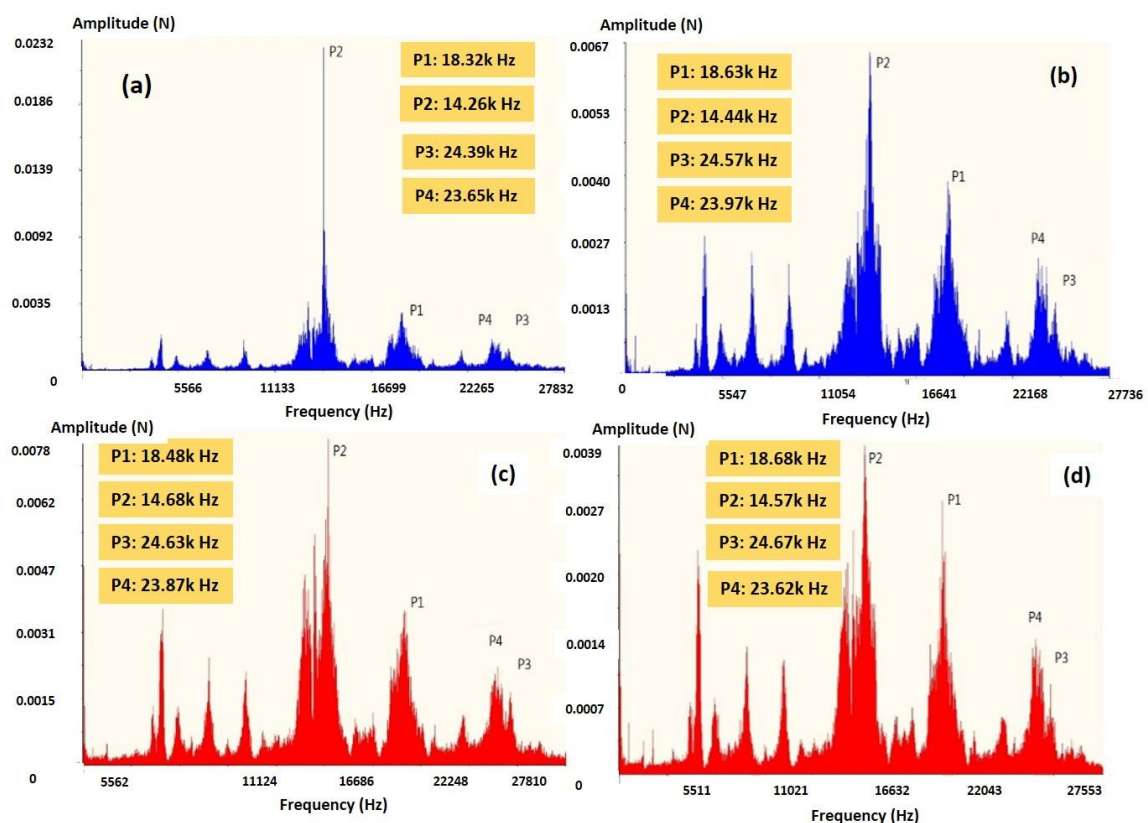 Amplitude (N)
0.0232
0.0186
0.0139
0.0092
0.0035
0
(a)
P2
P1: 18.32k Hz
P2: 14.26k Hz
P3: 24.39k Hz
P4: 23.65k Hz
P1
P4
P3
5566
11133
16699
22265
27832
Frequency (Hz)
Amplitude (N)
0.0067
0.0053
0.0040
0.0027
0.0013
P1: 18.63k Hz
P2: 14.44k Hz
P3: 24.57k Hz
P4: 23.97k Hz
P2
(b)
P1
P4
P3
0
5547
11054
16641
22168
27736
Frequency (Hz)
Amplitude (N)
0.0078
0.0062
0.0047
0.0031
0.0015
0
P1: 18.48k Hz
P2: 14.68k Hz
P3: 24.63k Hz
P4: 23.87k Hz
P2
(c)
P1
P4
P3
5562
11124
16686
22248
27810
Frequency (Hz)
Amplitude (N)
0.0039
0.0027
0.0020
0.0014
0.0007
0
P1: 18.68k Hz
P2: 14.57k Hz
P3: 24.67k Hz
P4: 23.62k Hz
P2
(d)
P1
P4
P3
5511
11021
16632
22043
27553
Frequency (Hz)